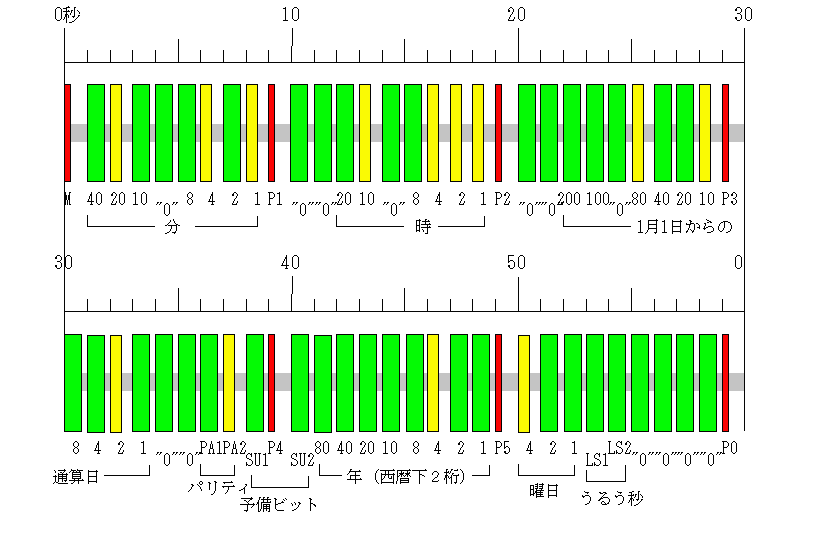 0秒 10 20 30
M 40 20 10 "0" 8 4 2 1 P1 "0" "0" 20 10 "0" 8 4 2 1 P2 "0" "0" 200 100 "0" 80 40 20 10 P3
分 時 1月1日からの
30 40 50 0
8 4 2 1 "0" "0" PA1 PA2 SU1 P4 SU2 80 40 20 10 8 4 2 1 P5 4 2 1 LS1 LS2 "0" "0" "0" "0" P0
通算日 パリティ 予備ビット 年(西暦下2桁) 曜日 うるう秒